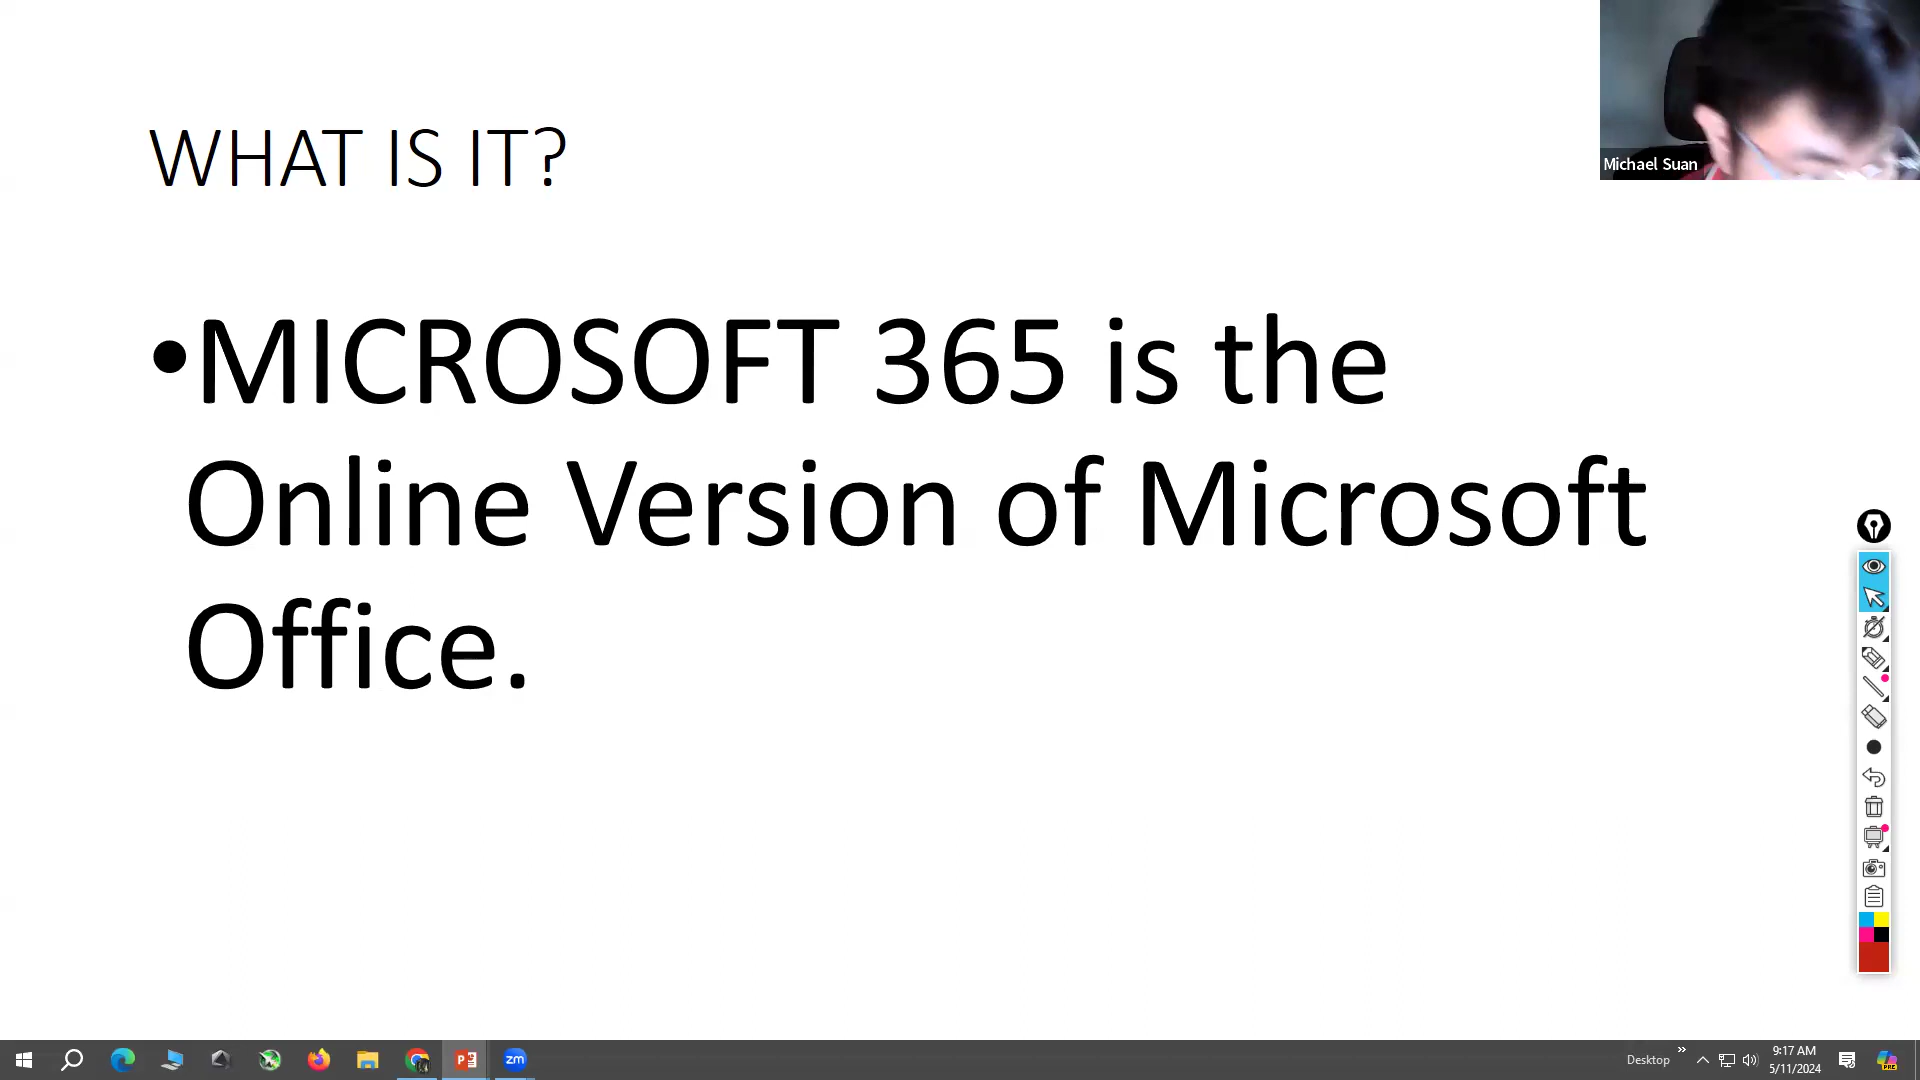 WHAT IS IT?
Michael Suan
•MICROSOFT 365 is the
Online Version of Microsoft
Office.
zm
Desktop
9:17 AM
5/11/2024